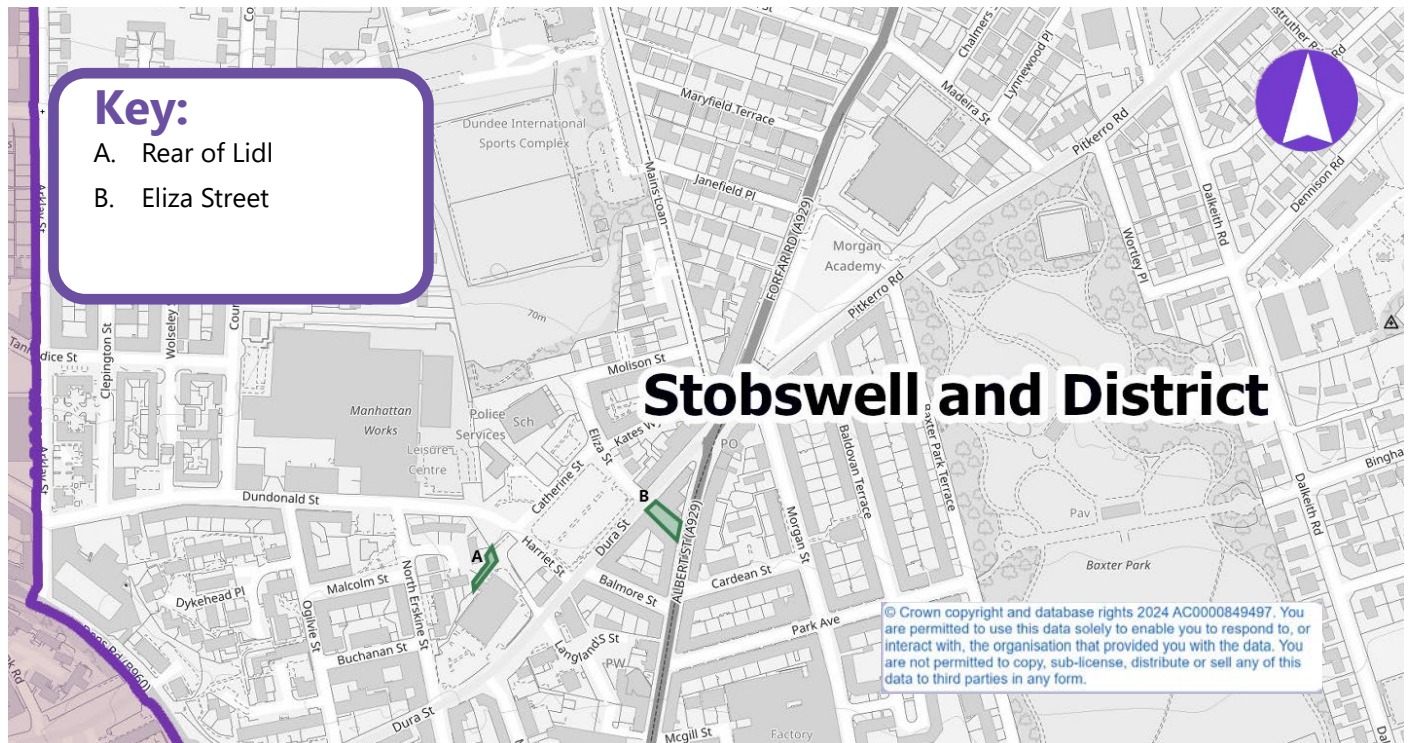 Key:
A. Rear of Lidl
B. Eliza Street
Stobswell and District
Dundee International
Sports Complex
Maryfield Terrace
Janefield Pl
Mains Loan
FORFAR RD (A929)
Morgan
Academy
Pitkerro Rd
Pitkerro Rd
Madeira St
Chalmers
Lynnewood Pl
Dalkeith Rd
Wortley Pl
Dennison Rd
Clepington St
Wolseley
70m
Molison St
Manhattan
Works
Police
Services
Sch
Leisure
Centre
Eliza St
Catherine St
PO
Baldovan Terrace
Baxter Park Terrace
Morgan St
Dundonald St
B
A
Dura St
Harriet St
Balmore St
ALBERT ST (A929)
Cardean St
Park Ave
Malcolm St
North Erskine St
Dykehead Pl
Ogilvie St
Buchanan St
Langlands St
PW
Dura St
Mcgill St
Factory
Pav
Baxter Park
Dalkeith Rd
© Crown copyright and database rights 2024 AC0000849497. You
are permitted to use this data solely to enable you to respond to, or
interact with, the organisation that provided you with the data. You
are not permitted to copy, sub-license, distribute or sell any of this
data to third parties in any form.